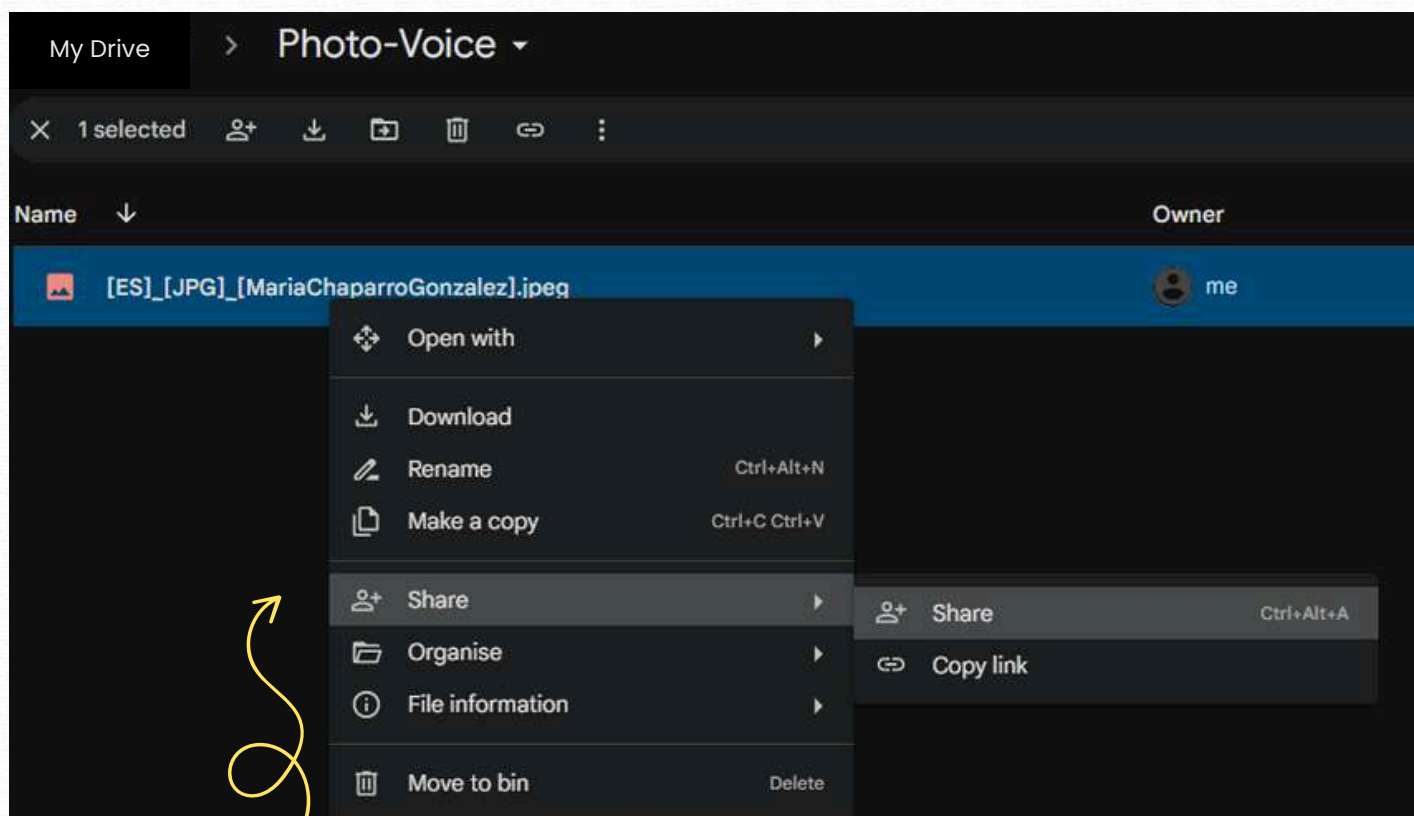 My Drive > Photo-Voice
1 selected
Name Owner
[ES]_[JPG]_[MariaChaparroGonzalez].jpeg me
Open with
Download
Rename Ctrl+Alt+N
Make a copy Ctrl+C Ctrl+V
Share
Share Ctrl+Alt+A
Organise
Copy link
File information
Move to bin Delete